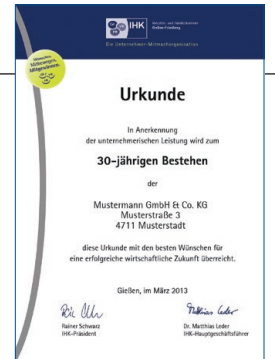 IHK
Die Unternehmer-Mitmachorganisation
Urkunde
In Anerkennung
der unternehmerischen Leistung wird zum
30-jährigen Bestehen
der
Mustermann GmbH & Co. KG
Musterstraße 3
4711 Musterstadt
diese Urkunde mit den besten Wünschen für
eine erfolgreiche wirtschaftliche Zukunft überreicht.
Gießen, im März 2013
Rainer Schwarz
IHK-Präsident
Dr. Matthias Leder
IHK-Hauptgeschäftsführer